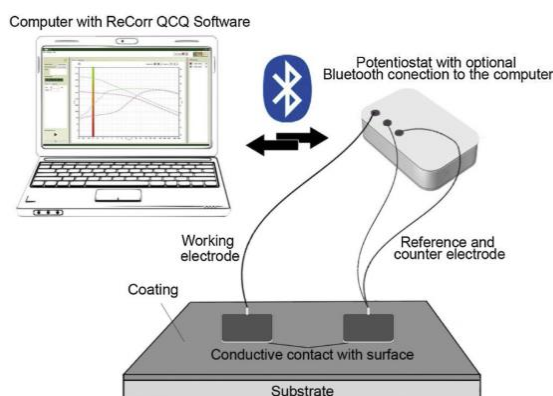 Computer with ReCorr QCQ Software
Potentiostat with optional
Bluetooth conection to the computer
Working
electrode
Reference and
counter electrode
Coating
Conductive contact with surface
Substrate